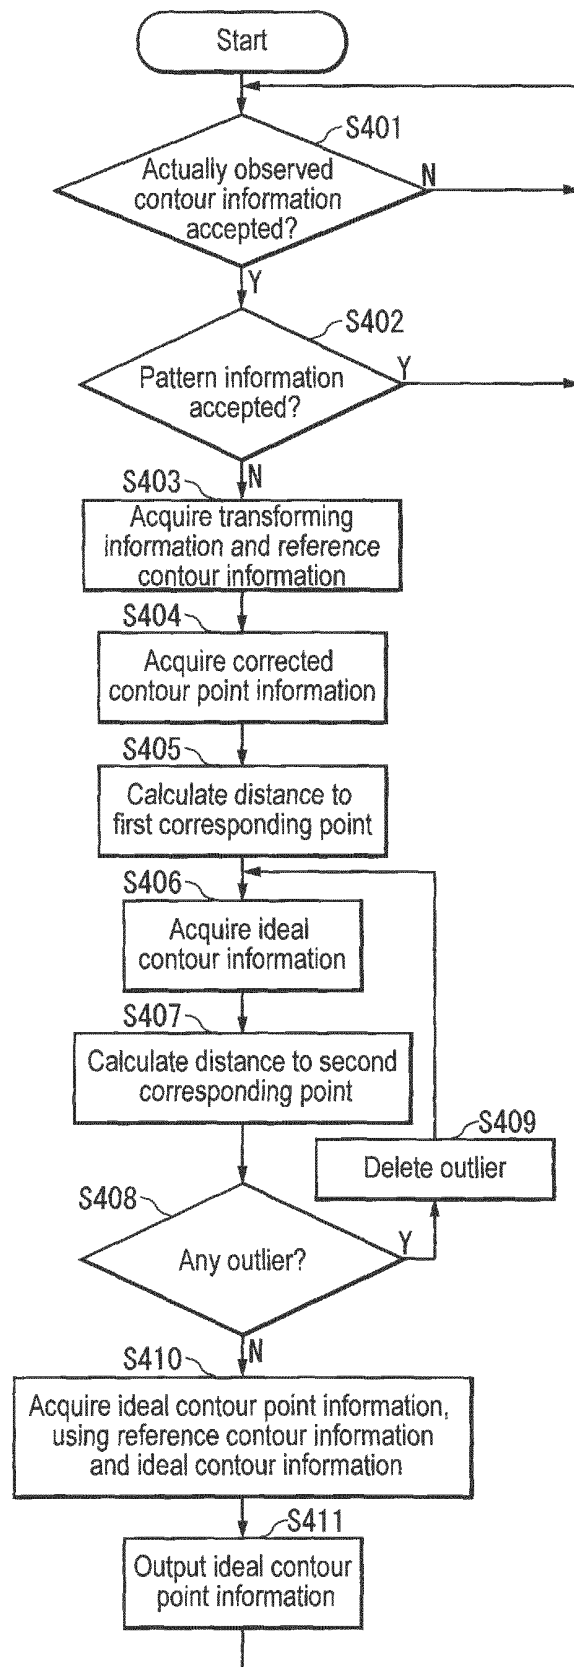 Start
S401
Actually observed
contour information
accepted?
N
Y
S402
Pattern information
accepted?
Y
N
S403
Acquire transforming
information and reference
contour information
S404
Acquire corrected
contour point information
S405
Calculate distance to
first corresponding point
S406
Acquire ideal
contour information
S407
Calculate distance to second
corresponding point
S409
Delete outlier
S408
Any outlier?
Y
N
S410
Acquire ideal contour point information,
using reference contour information
and ideal contour information
S411
Output ideal contour
point information